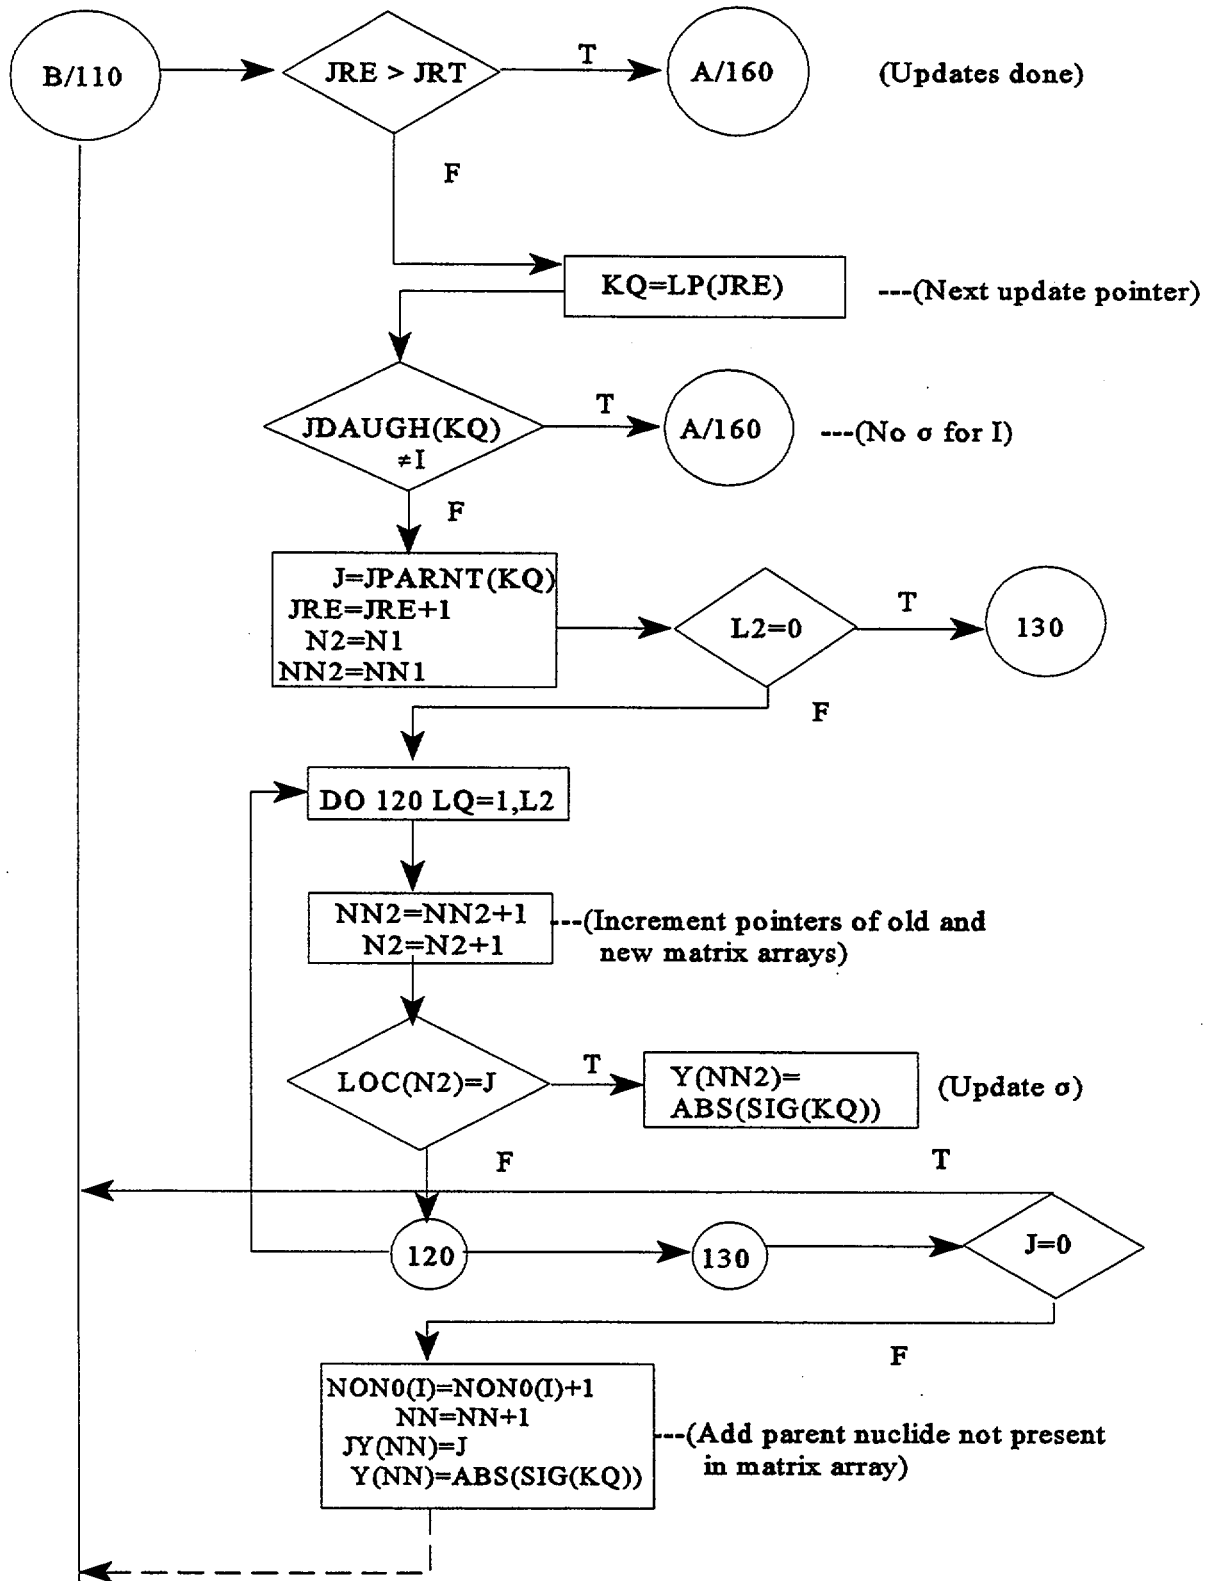 B/110
JRE > JRT
T
A/160
(Updates done)
F
KQ=LP(JRE)
---(Next update pointer)
JDAUGH(KQ)
≠I
T
A/160
---(No σ for I)
F
J=JPARNT(KQ)
JRE=JRE+1
N2=N1
NN2=NN1
L2=0
T
130
F
DO 120 LQ=1,L2
NN2=NN2+1
N2=N2+1
---(Increment pointers of old and
new matrix arrays)
LOC(N2)=J
T
Y(NN2)=
ABS(SIG(KQ))
(Update σ)
F
T
120
130
J=0
F
NON0(I)=NON0(I)+1
NN=NN+1
JY(NN)=J
Y(NN)=ABS(SIG(KQ))
---(Add parent nuclide not present
in matrix array)